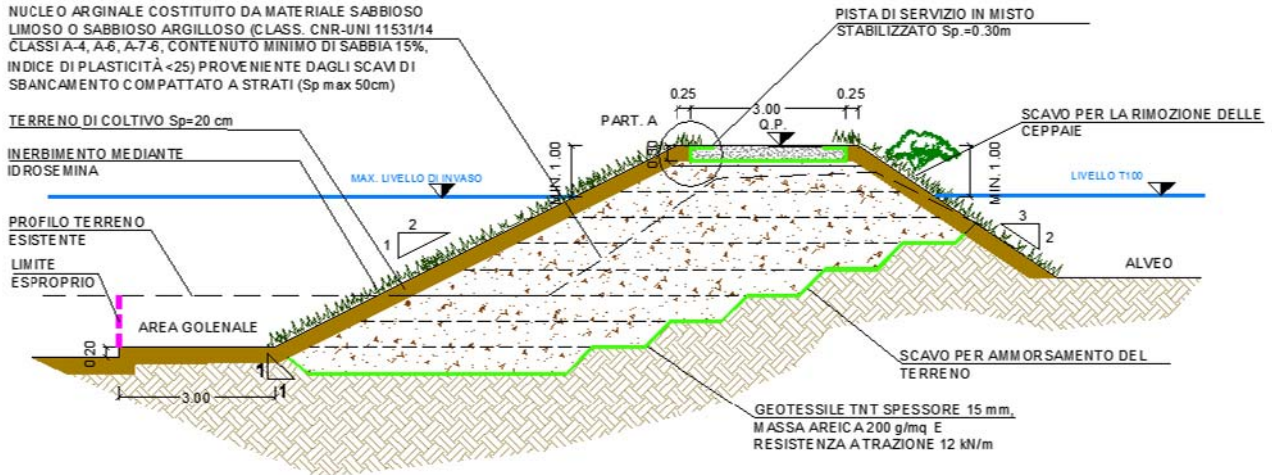 NUCLEO ARGINALE COSTITUITO DA MATERIALE SABBIOSO
LIMOSO O SABBIOSO ARGILLOSO (CLASS. CNR-UNI 11531/14
CLASSI A-4, A-6, A-7-6, CONTENUTO MINIMO DI SABBIA 15%,
INDICE DI PLASTICITÀ <25) PROVENIENTE DAGLI SCAVI DI
SBANCAMENTO COMPATTATO A STRATI (Sp max 50cm)
PISTA DI SERVIZIO IN MISTO
STABILIZZATO Sp.=0.30m
TERRENO DI COLTIVO Sp=20 cm
INERBIMENTO MEDIANTE
IDROSEMINA
PART. A
0.25
3.00
0.25
Q.P.
0.30
SCAVO PER LA RIMOZIONE DELLE
CEPPAIE
MAX. LIVELLO DI INVASO
MIN. 1.00
MIN. 1.00
LIVELLO T100
PROFILO TERRENO
ESISTENTE
2
1
3
2
LIMITE
ESPROPRIO
ALVEO
AREA GOLENALE
0.20
3.00
1
1
SCAVO PER AMMORSAMENTO DEL
TERRENO
GEOTESSILE TNT SPESSORE 15 mm,
MASSA AREICA 200 g/mq E
RESISTENZA A TRAZIONE 12 kN/m